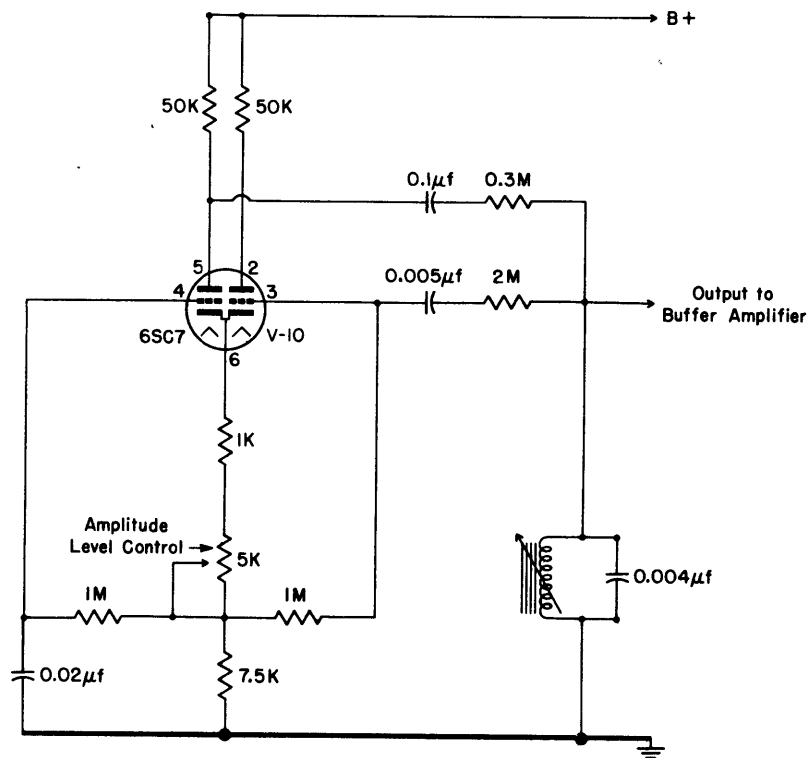 B+
50K
50K
0.1μf
0.3M
5
2
4
3
0.005μf
2M
Output to
Buffer Amplifier
6SC7
V-10
6
1K
Amplitude
Level Control
5K
0.004μf
1M
1M
0.02μf
7.5K